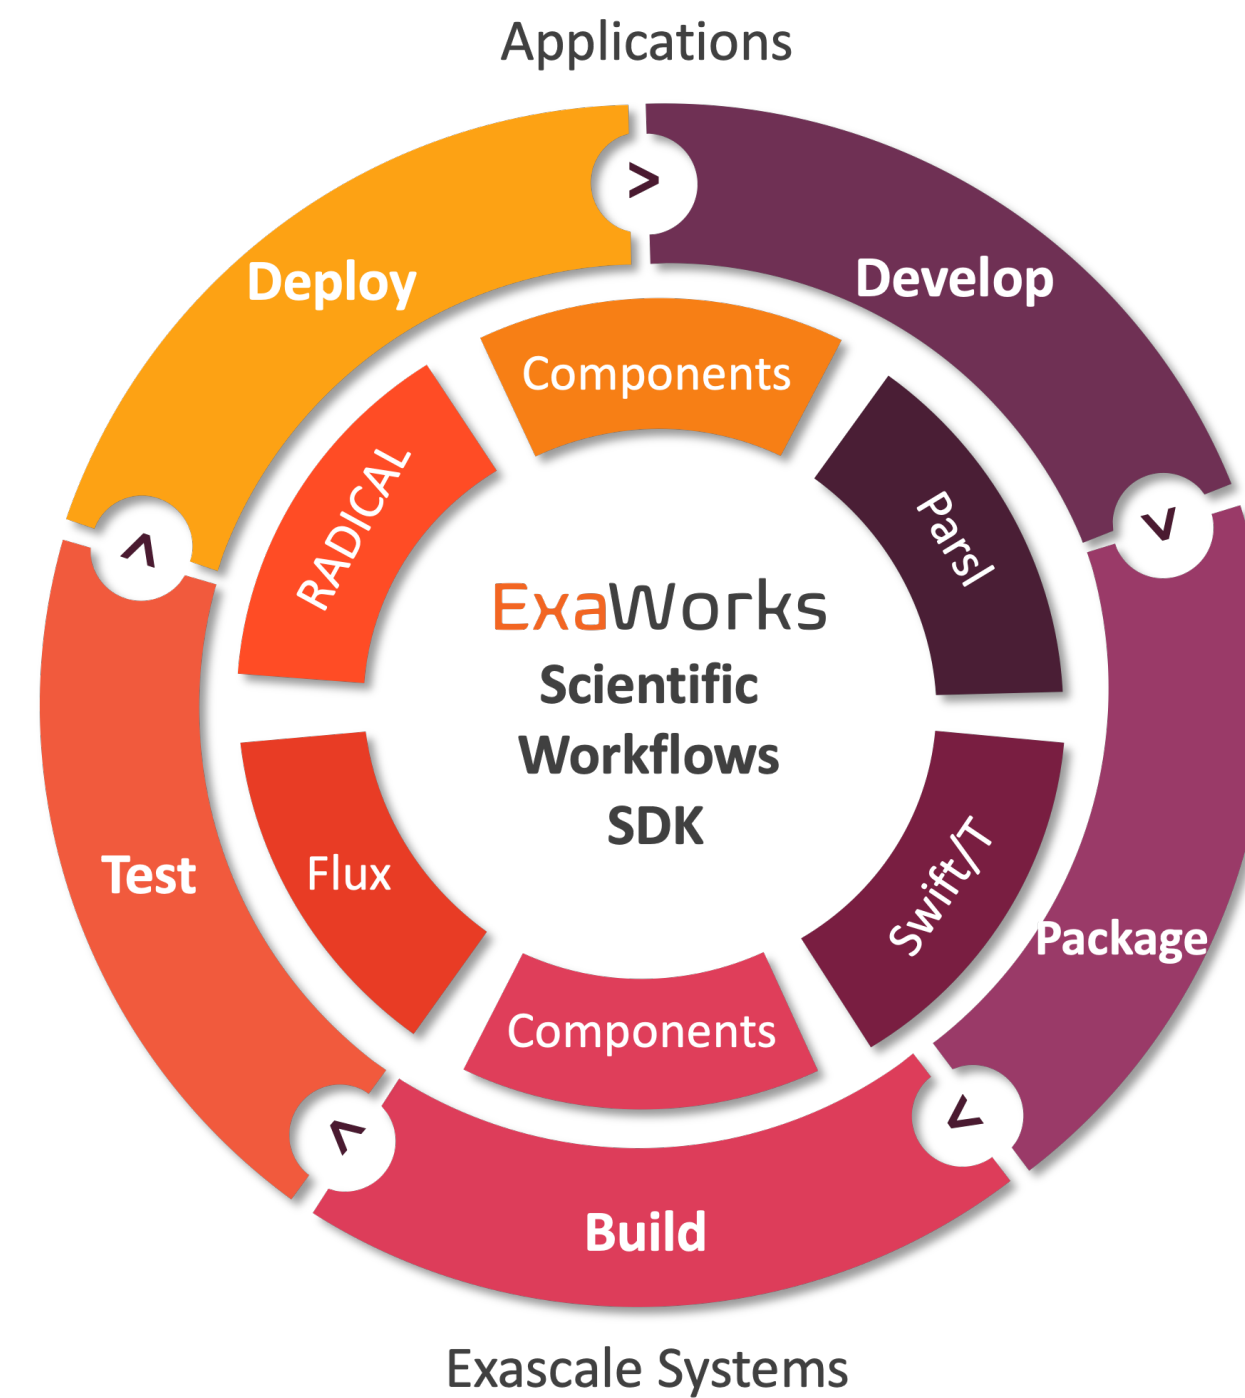 Applications
>
Deploy
Develop
Components
RADICAL
Parsl
>
>
ExaWorks
Scientific
Workflows
SDK
Test
Flux
Swift/T
Package
Components
>
>
Build
Exascale Systems